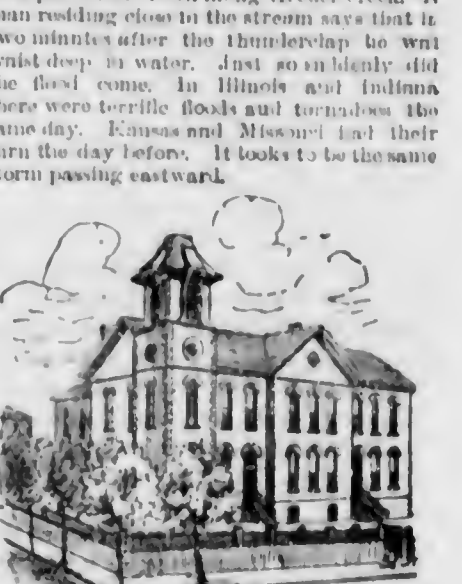 man residing close to the stream says that in
two minutes after the thunderclap he was
waist deep in water. Just so suddenly did
the flood come. In Illinois and Indiana
there were terrific floods and tornadoes the
same day. Kansas and Missouri had their
turn the day before. It looks to be the same
storm passing eastward.